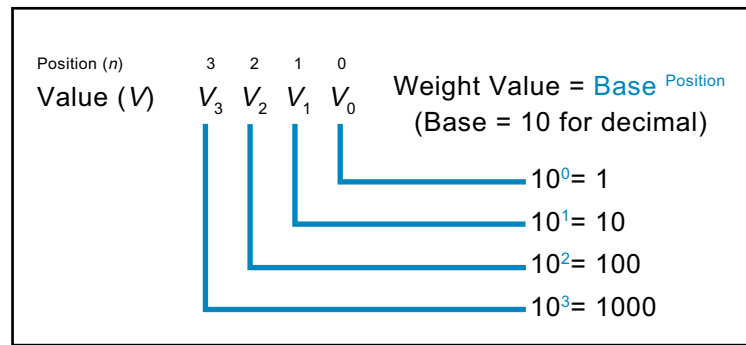 Position (n) 3 2 1 0
Value (V) V₃ V₂ V₁ V₀
Weight Value = Base ᴾᵒˢⁱᵗⁱᵒⁿ
(Base = 10 for decimal)
10⁰= 1
10¹= 10
10²= 100
10³= 1000